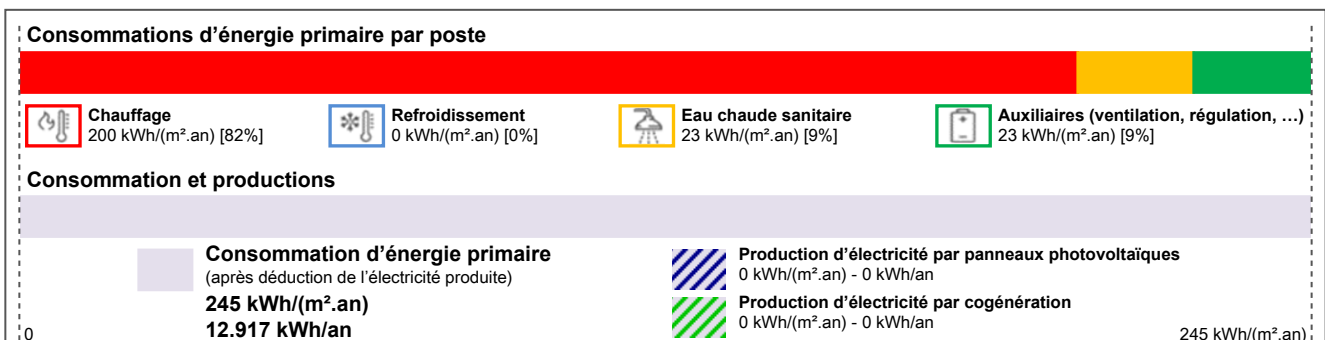 Consommations d’énergie primaire par poste
Chauffage
200 kWh/(m².an) [82%]
Refroidissement
0 kWh/(m².an) [0%]
Eau chaude sanitaire
23 kWh/(m².an) [9%]
Auxiliaires (ventilation, régulation, …)
23 kWh/(m².an) [9%]
Consommation et productions
Consommation d’énergie primaire
(après déduction de l’électricité produite)
245 kWh/(m².an)
12.917 kWh/an
Production d’électricité par panneaux photovoltaïques
0 kWh/(m².an) - 0 kWh/an
Production d’électricité par cogénération
0 kWh/(m².an) - 0 kWh/an
0
245 kWh/(m².an)